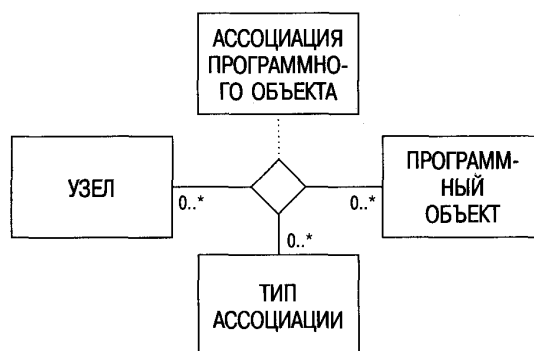 АССОЦИАЦИЯ
ПРОГРАММНО-
ГО ОБЪЕКТА
УЗЕЛ
0..*
0..*
ПРОГРАММ-
НЫЙ
ОБЪЕКТ
0..*
ТИП
АССОЦИАЦИИ